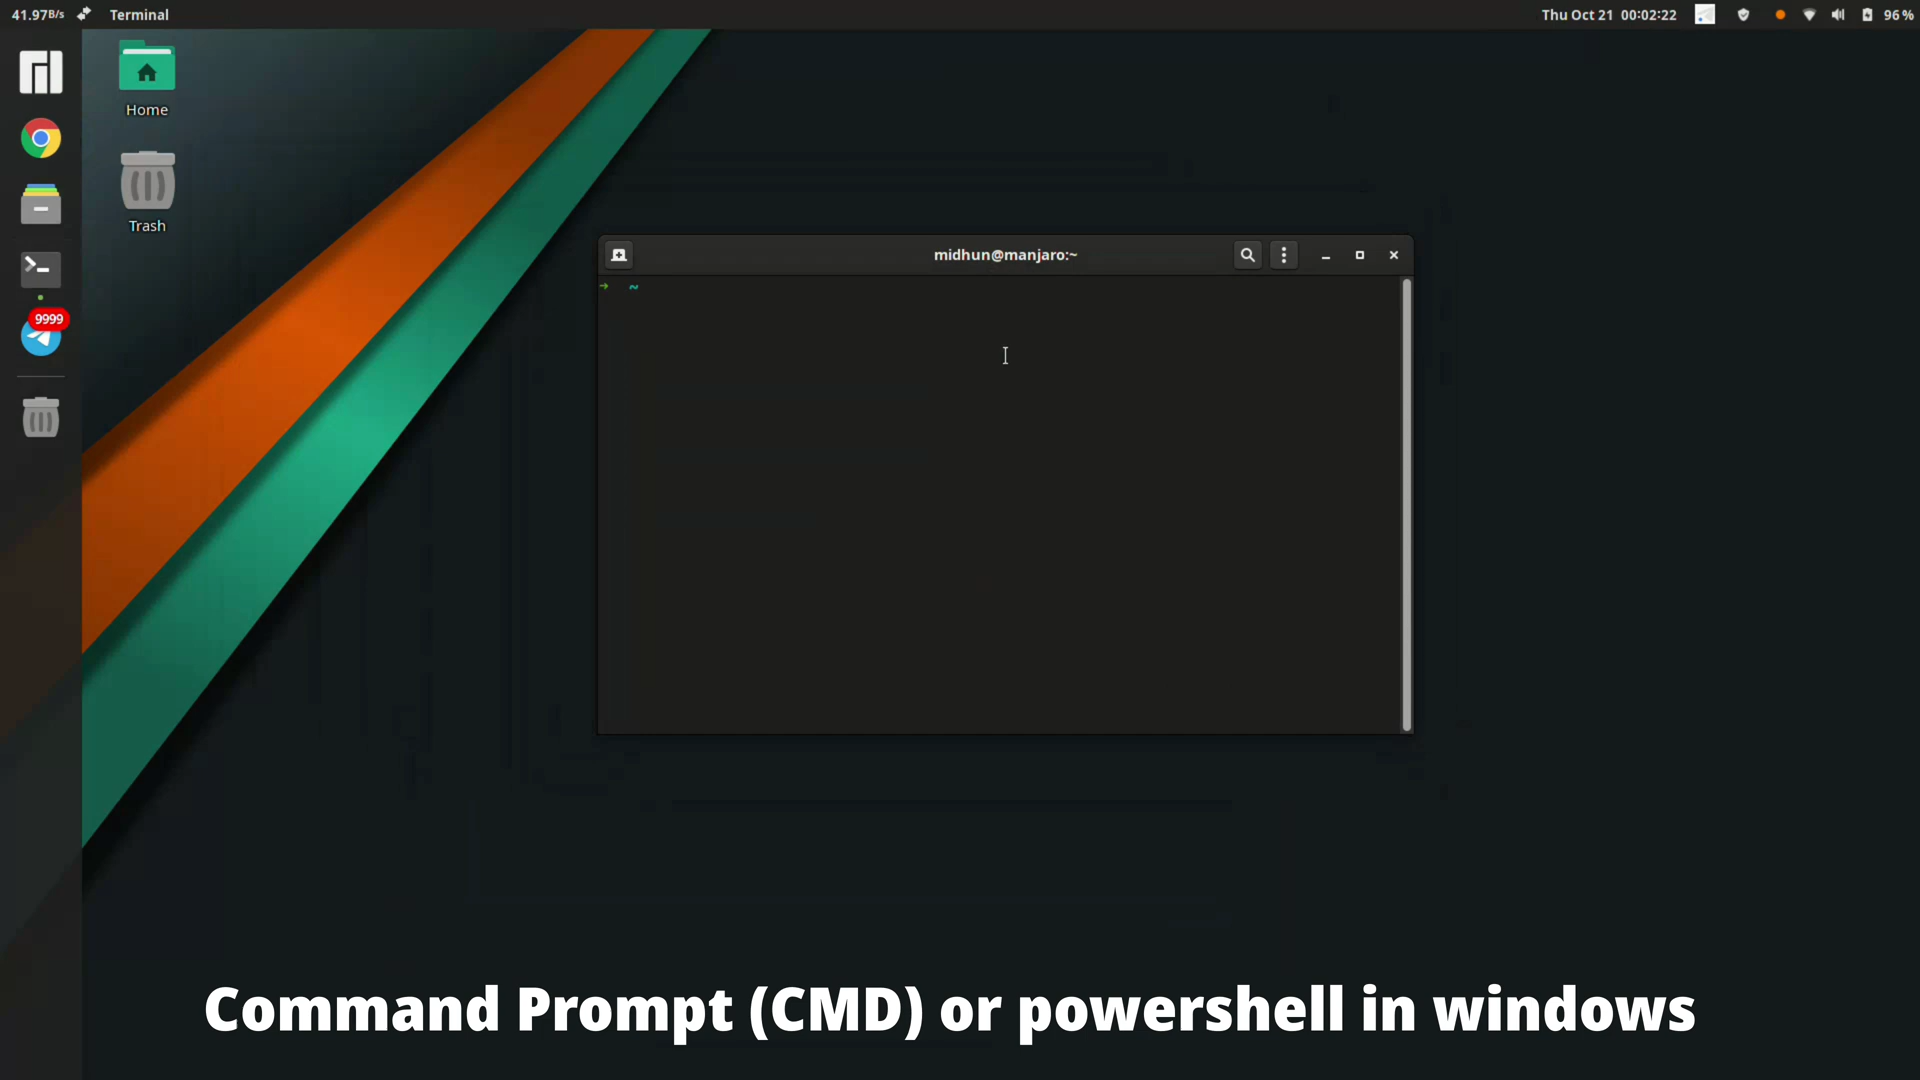 41.97B/s Terminal Thu Oct 21 00:02:22 96%
Home
Trash
midhun@manjaro:~
➜ ~
9999
Command Prompt (CMD) or powershell in windows